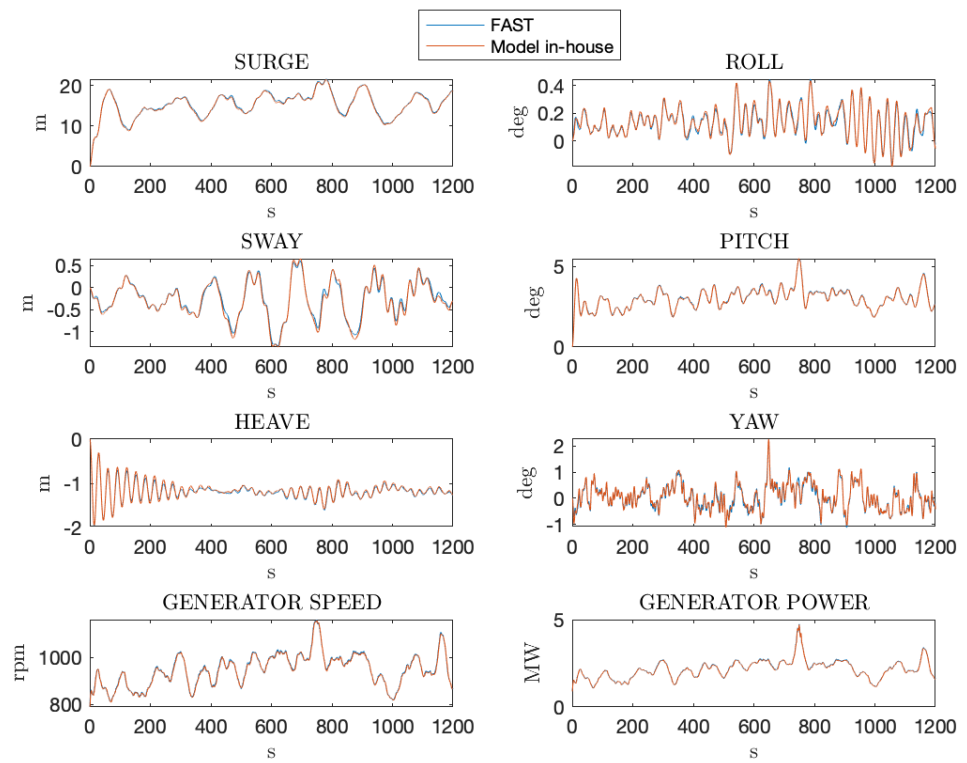 FAST
Model in-house
SURGE
20
10
0
m
0 200 400 600 800 1000 1200
s
ROLL
0.4
0.2
0
deg
0 200 400 600 800 1000 1200
s
SWAY
0.5
0
-0.5
-1
m
0 200 400 600 800 1000 1200
s
PITCH
5
0
deg
0 200 400 600 800 1000 1200
s
HEAVE
0
-1
-2
m
0 200 400 600 800 1000 1200
s
YAW
2
1
0
-1
deg
0 200 400 600 800 1000 1200
s
GENERATOR SPEED
1000
800
rpm
0 200 400 600 800 1000 1200
s
GENERATOR POWER
5
0
MW
0 200 400 600 800 1000 1200
s